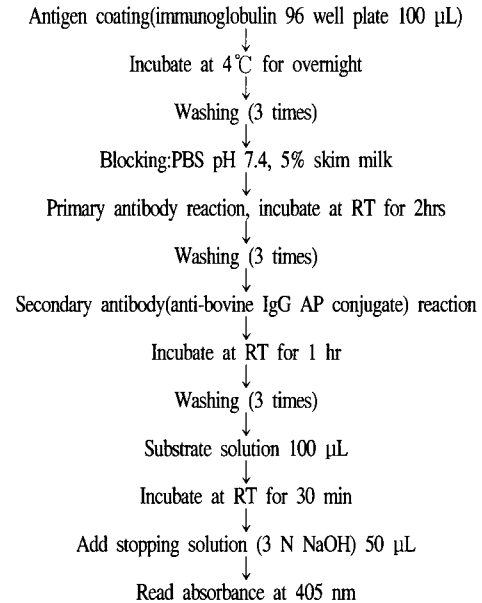 Antigen coating(immunoglobulin 96 well plate 100 μL)
Incubate at 4℃ for overnight
Washing (3 times)
Blocking:PBS pH 7.4, 5% skim milk
Primary antibody reaction, incubate at RT for 2hrs
Washing (3 times)
Secondary antibody(anti-bovine IgG AP conjugate) reaction
Incubate at RT for 1 hr
Washing (3 times)
Substrate solution 100 μL
Incubate at RT for 30 min
Add stopping solution (3 N NaOH) 50 μL
Read absorbance at 405 nm